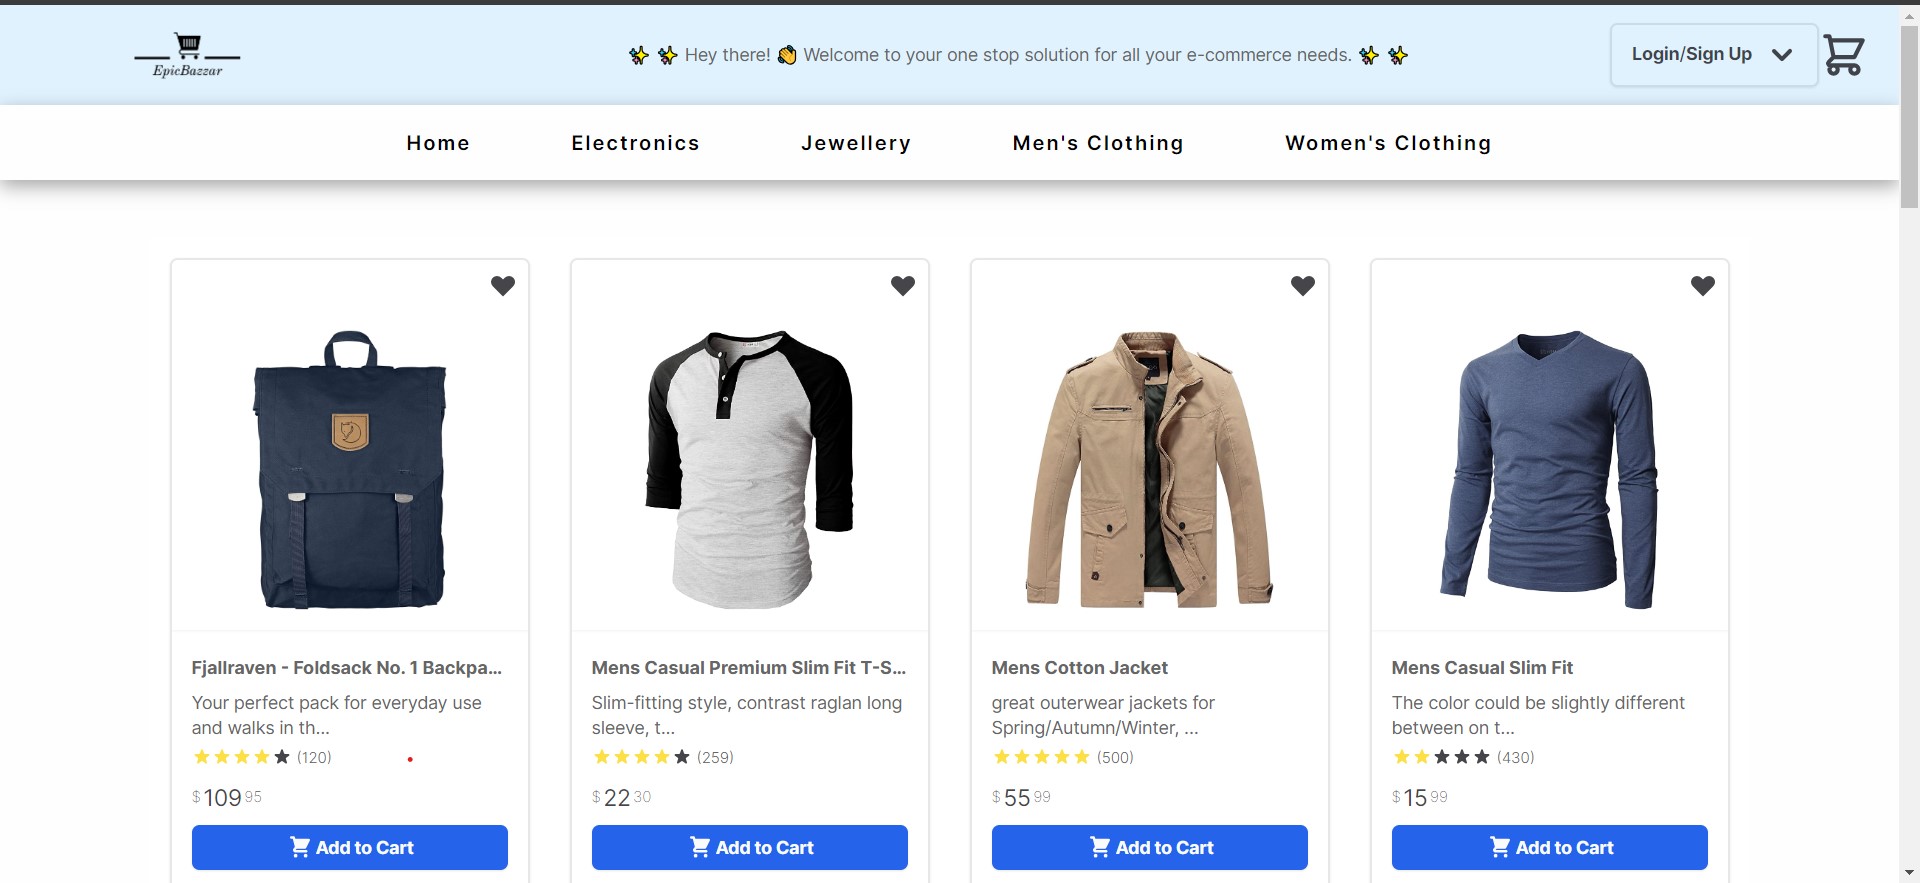 EpicBazzar
✨ ✨ Hey there! 👏 Welcome to your one stop solution for all your e-commerce needs. ✨ ✨
Login/Sign Up
Home
Electronics
Jewellery
Men's Clothing
Women's Clothing
Fjallraven - Foldsack No. 1 Backpa...
Your perfect pack for everyday use
and walks in th...
(120)
$109 95
Add to Cart
Mens Casual Premium Slim Fit T-S...
Slim-fitting style, contrast raglan long
sleeve, t...
(259)
$22 30
Add to Cart
Mens Cotton Jacket
great outerwear jackets for
Spring/Autumn/Winter, ...
(500)
$55 99
Add to Cart
Mens Casual Slim Fit
The color could be slightly different
between on t...
(430)
$15 99
Add to Cart